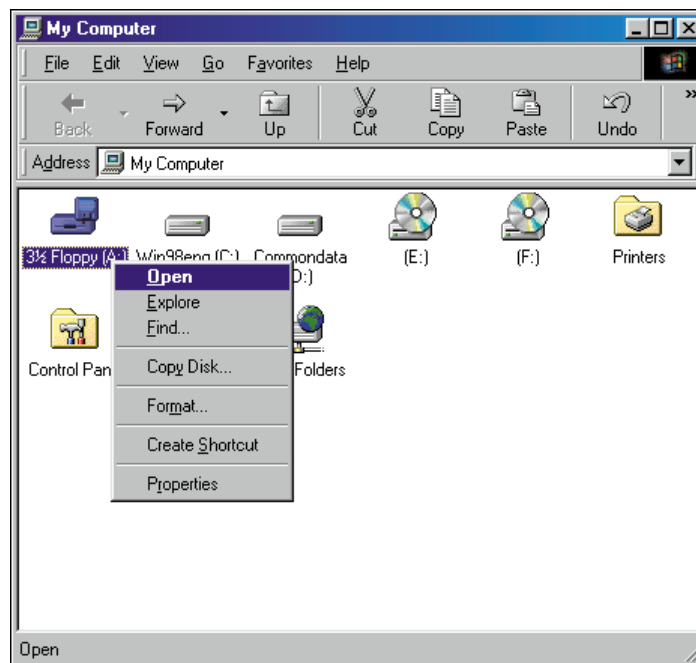 My Computer
File Edit View Go Favorites Help
Back Forward Up Cut Copy Paste Undo »
Address My Computer
3½ Floppy (A:) Win98eng (C:) Commondata (E:) (F:) Printers
D:)
Open
Explore
Find...
Control Pan Folders
Copy Disk...
Format...
Create Shortcut
Properties
Open